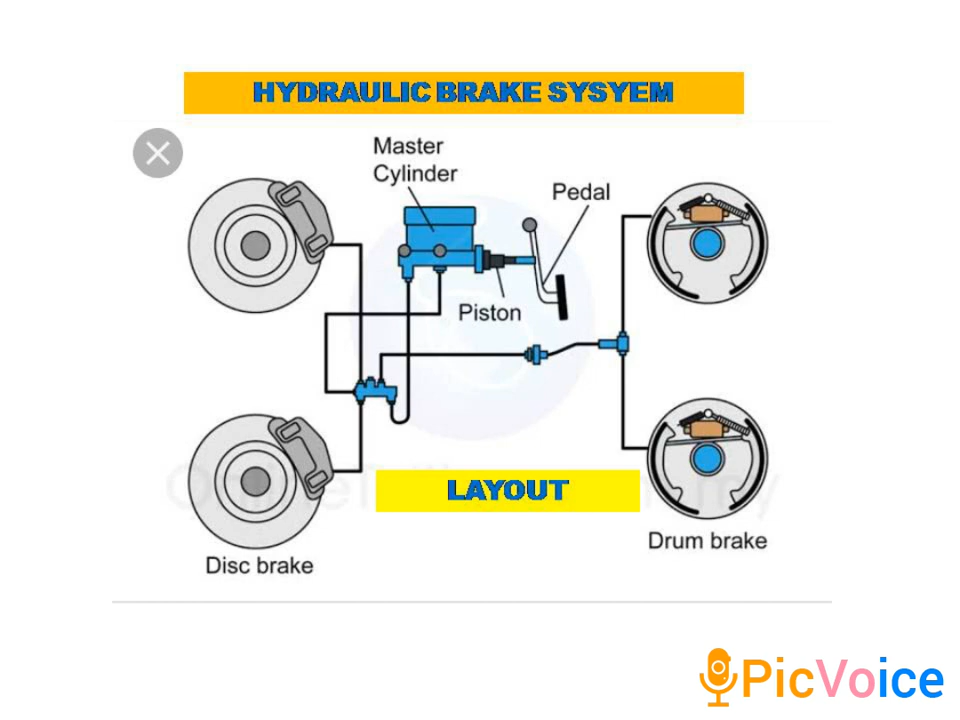 HYDRAULIC BRAKE SYSYEM
Master
Cylinder
Pedal
Piston
LAYOUT
Drum brake
Disc brake
PicVoice